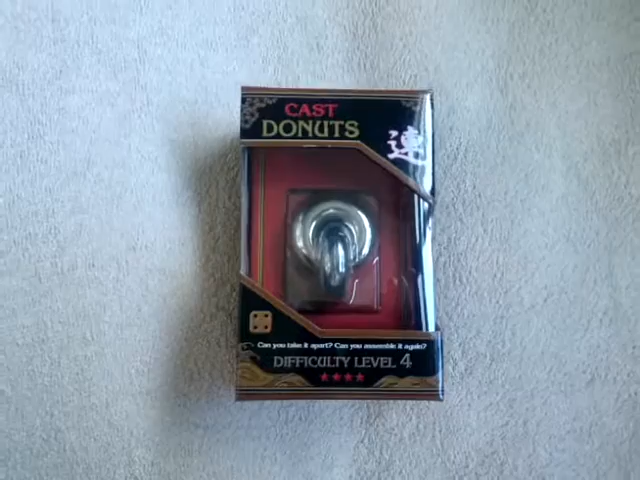 CAST
DONUTS
連
Can you take it apart? Can you assemble it again?
DIFFICULTY LEVEL 4